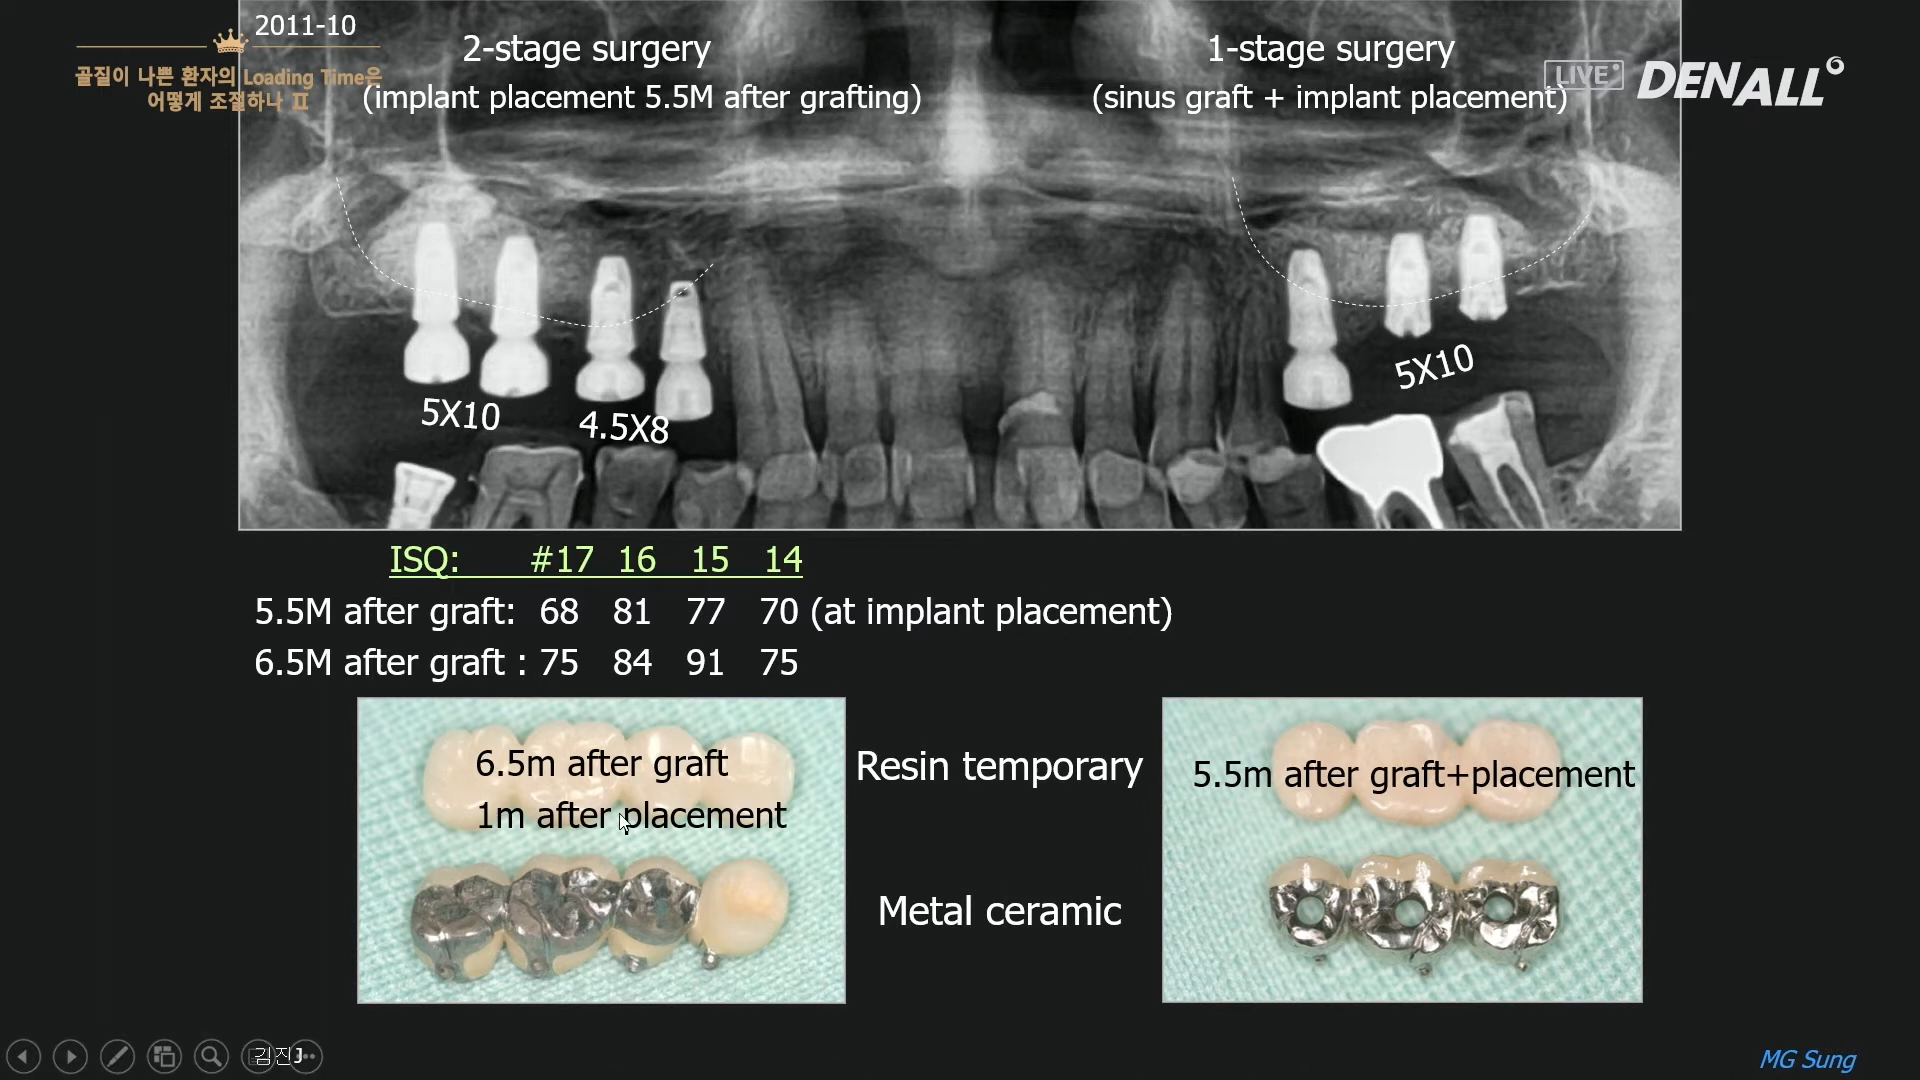 2011-10
골질이 나쁜 환자의 Loading Time은
어떻게 조절하나 Ⅱ
2-stage surgery
(implant placement 5.5M after grafting)
1-stage surgery
(sinus graft + implant placement)
LIVE
DENALL
5X10
4.5X8
5X10
ISQ: #17 16 15 14
5.5M after graft: 68 81 77 70 (at implant placement)
6.5M after graft : 75 84 91 75
6.5m after graft
1m after placement
Resin temporary
5.5m after graft+placement
Metal ceramic
MG Sung